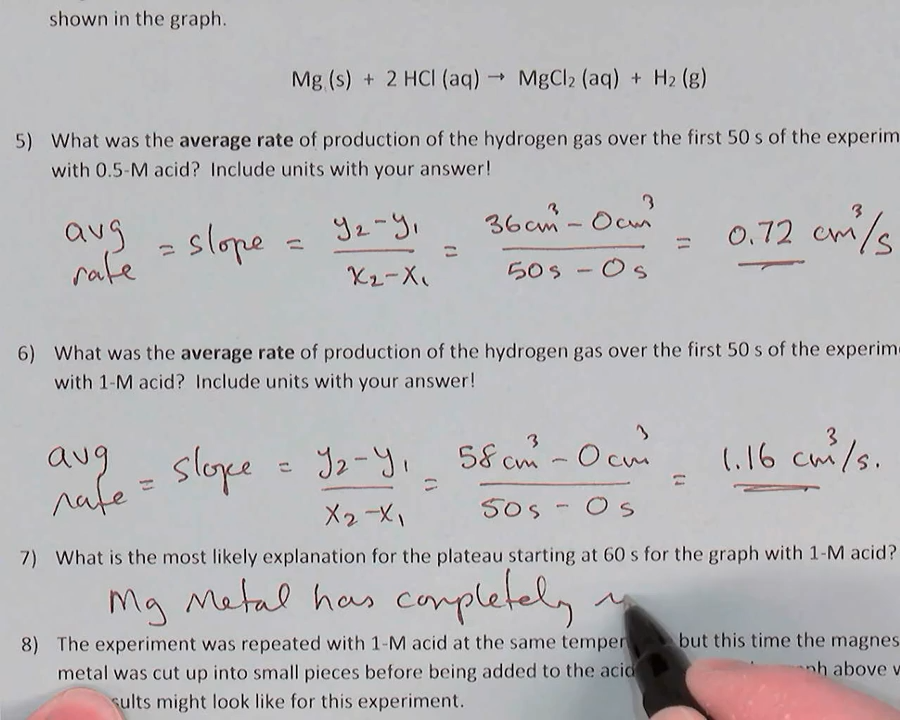 shown in the graph.
Mg (s) + 2 HCl (aq) → MgCl₂ (aq) + H₂ (g)
5) What was the average rate of production of the hydrogen gas over the first 50 s of the experim
with 0.5-M acid? Include units with your answer!
avg rate = slope = y₂-y₁ / x₂-x₁ = 36cm³ - 0cm³ / 50s - 0s = 0.72 cm³/s
6) What was the average rate of production of the hydrogen gas over the first 50 s of the experim
with 1-M acid? Include units with your answer!
avg rate = slope = y₂-y₁ / x₂-x₁ = 58cm³ - 0cm³ / 50s - 0s = 1.16 cm³/s.
7) What is the most likely explanation for the plateau starting at 60 s for the graph with 1-M acid?
Mg Metal has completely
8) The experiment was repeated with 1-M acid at the same temper but this time the magnes
metal was cut up into small pieces before being added to the acid ph above
sults might look like for this experiment.